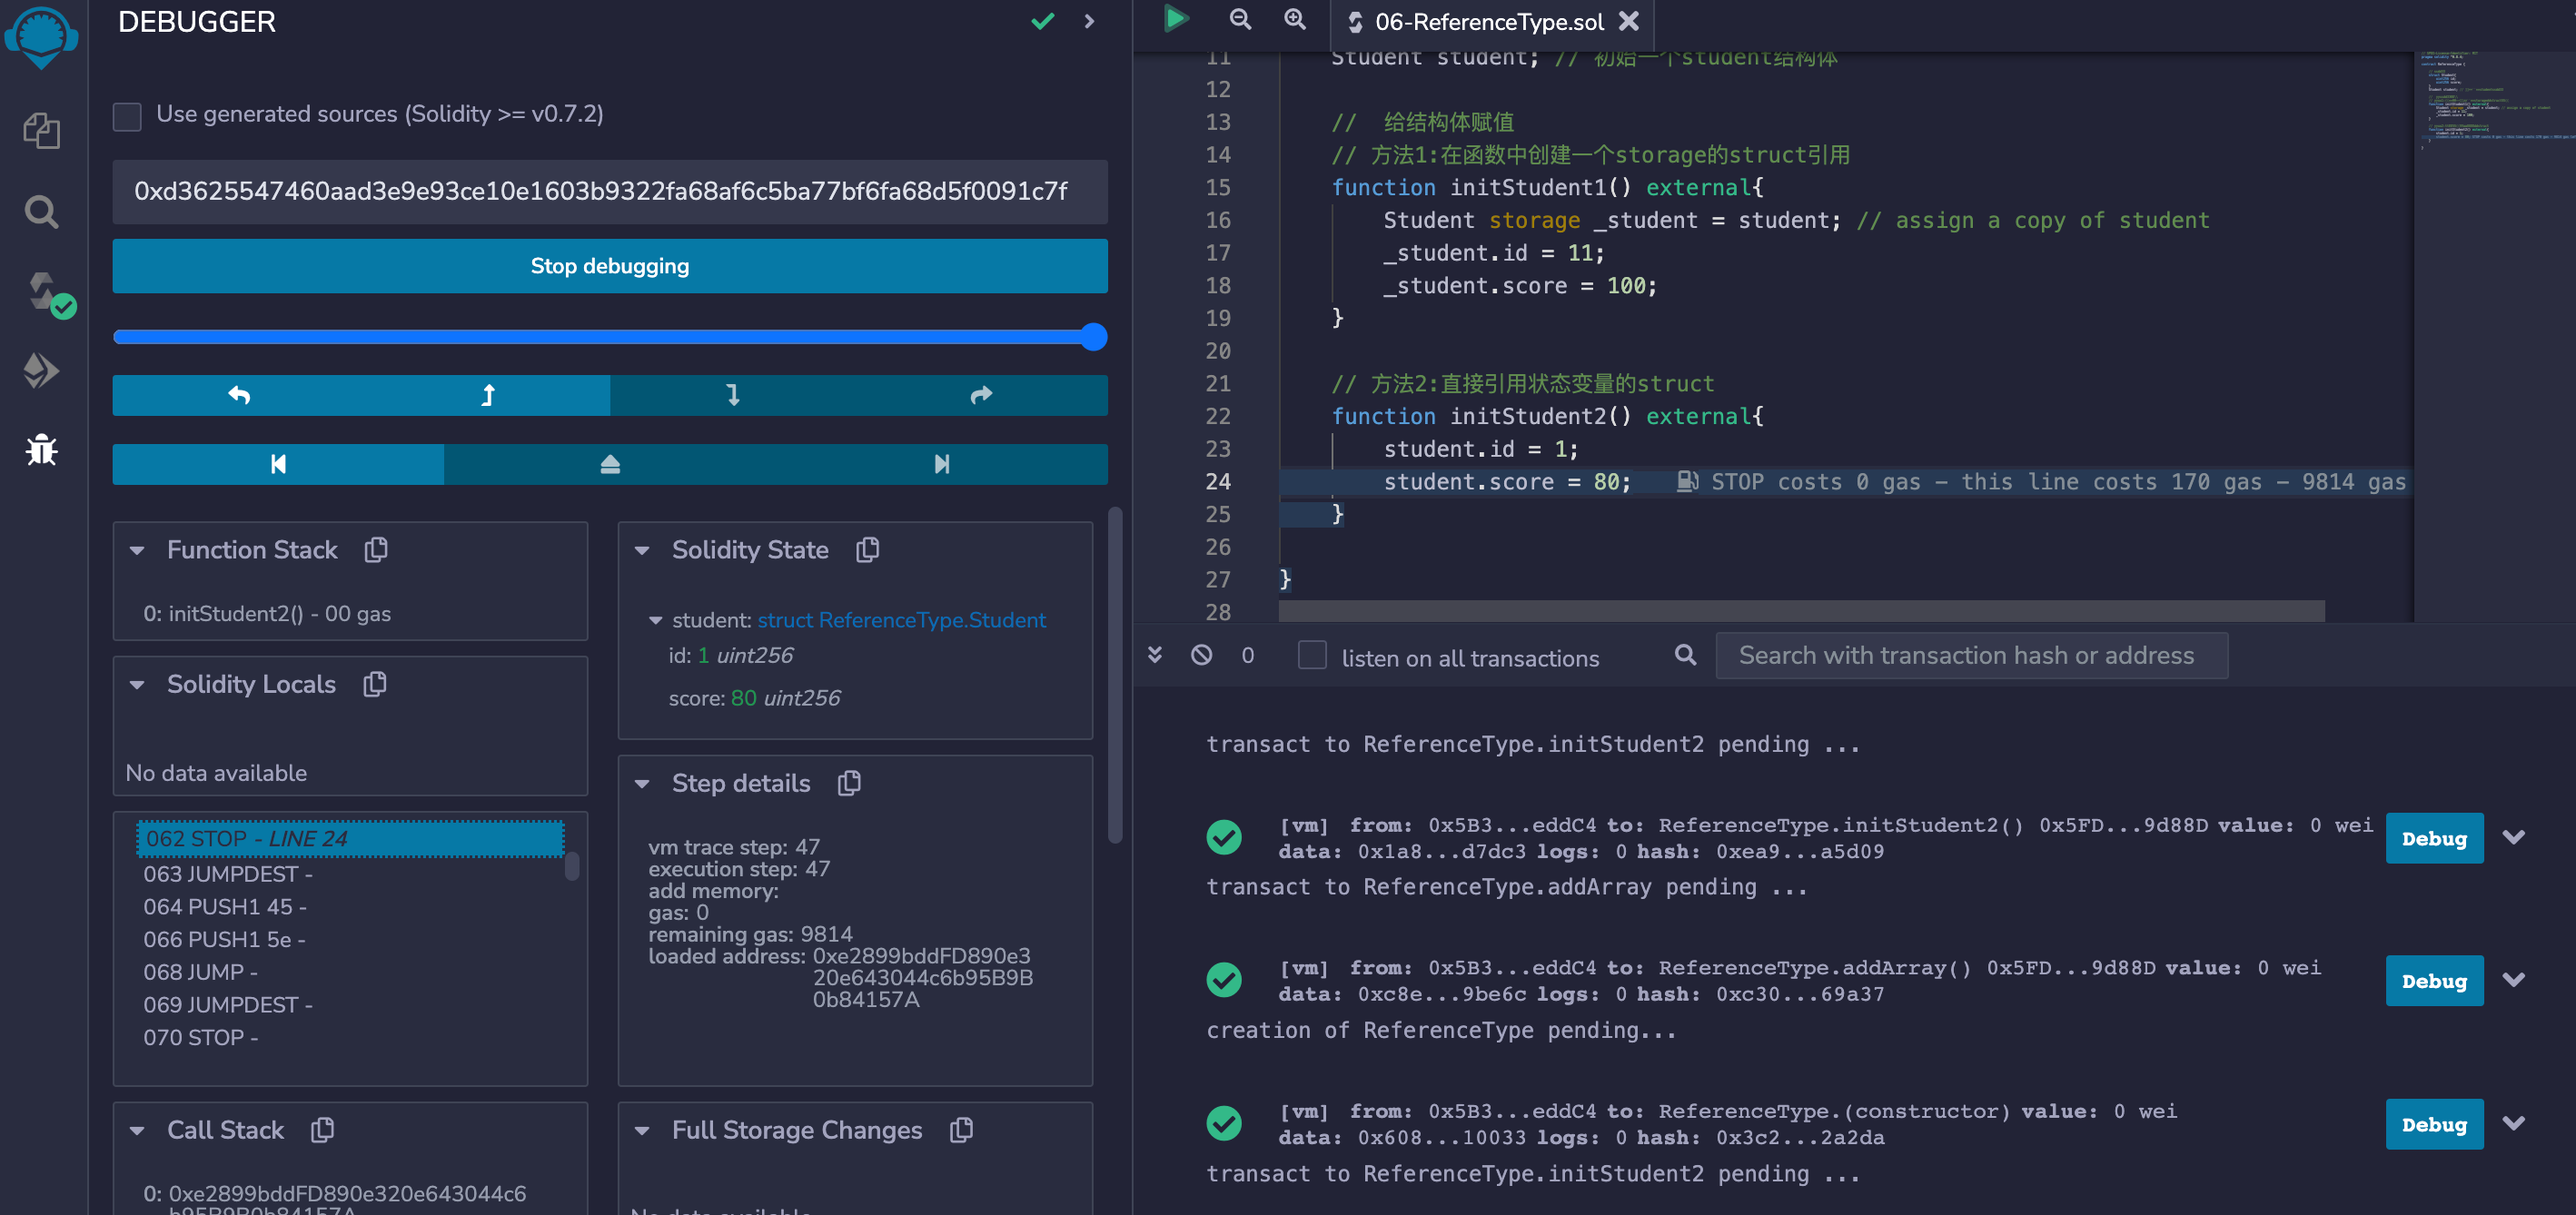 DEBUGGER
Use generated sources (Solidity >= v0.7.2)
0xd3625547460aad3e9e93ce10e1603b9322fa68af6c5ba77bf6fa68d5f0091c7f
Stop debugging
Function Stack
0: initStudent2() - 00 gas
Solidity Locals
No data available
062 STOP - LINE 24
063 JUMPDEST -
064 PUSH1 45 -
066 PUSH1 5e -
068 JUMP -
069 JUMPDEST -
070 STOP -
Call Stack
0: 0xe2899bddFD890e320e643044c6
b95B9B0b84157A
Solidity State
student: struct ReferenceType.Student
id: 1 uint256
score: 80 uint256
Step details
vm trace step: 47
execution step: 47
add memory:
gas: 0
remaining gas: 9814
loaded address: 0xe2899bddFD890e3
20e643044c6b95B9B
0b84157A
Full Storage Changes
No data available
06-ReferenceType.sol
11 Student student; // 初始一个student结构体
12
13 // 给结构体赋值
14 // 方法1:在函数中创建一个storage的struct引用
15 function initStudent1() external{
16 Student storage _student = student; // assign a copy of student
17 _student.id = 11;
18 _student.score = 100;
19 }
20
21 // 方法2:直接引用状态变量的struct
22 function initStudent2() external{
23 student.id = 1;
24 student.score = 80; STOP costs 0 gas - this line costs 170 gas - 9814 gas
25 }
26
27 }
28
0 listen on all transactions Search with transaction hash or address
transact to ReferenceType.initStudent2 pending ...
[vm] from: 0x5B3...eddC4 to: ReferenceType.initStudent2() 0x5FD...9d88D value: 0 wei
data: 0x1a8...d7dc3 logs: 0 hash: 0xea9...a5d09
Debug
transact to ReferenceType.addArray pending ...
[vm] from: 0x5B3...eddC4 to: ReferenceType.addArray() 0x5FD...9d88D value: 0 wei
data: 0xc8e...9be6c logs: 0 hash: 0xc30...69a37
Debug
creation of ReferenceType pending...
[vm] from: 0x5B3...eddC4 to: ReferenceType.(constructor) value: 0 wei
data: 0x608...10033 logs: 0 hash: 0x3c2...2a2da
Debug
transact to ReferenceType.initStudent2 pending ...